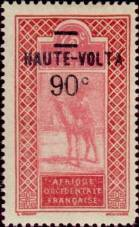 HAUTE-VOLTA
90c
AFRIQUE
OCCIDENTALE
FRANÇAISE